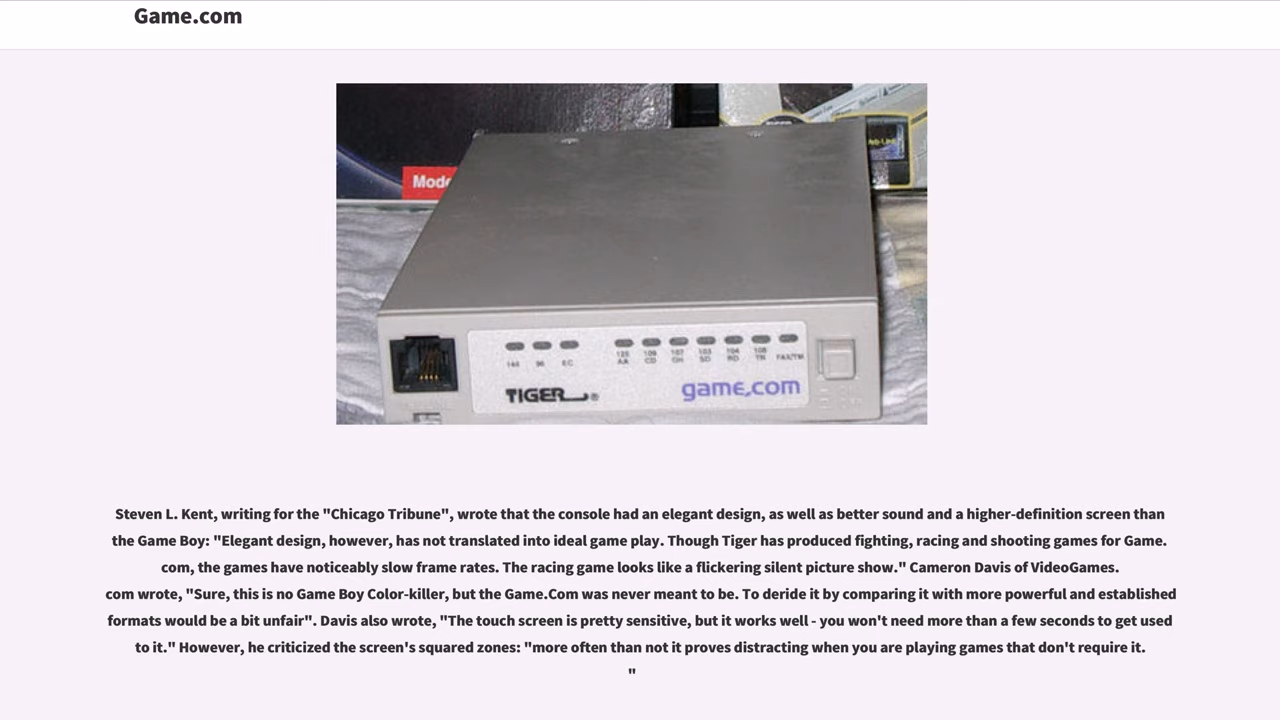 Game.com
Mode
TIGER®
game.com
144 96 EC
AA CD OH SD RD TR FAX/TM
Steven L. Kent, writing for the "Chicago Tribune", wrote that the console had an elegant design, as well as better sound and a higher-definition screen than
the Game Boy: "Elegant design, however, has not translated into ideal game play. Though Tiger has produced fighting, racing and shooting games for Game.
com, the games have noticeably slow frame rates. The racing game looks like a flickering silent picture show." Cameron Davis of VideoGames.
com wrote, "Sure, this is no Game Boy Color-killer, but the Game.Com was never meant to be. To deride it by comparing it with more powerful and established
formats would be a bit unfair". Davis also wrote, "The touch screen is pretty sensitive, but it works well - you won't need more than a few seconds to get used
to it." However, he criticized the screen's squared zones: "more often than not it proves distracting when you are playing games that don't require it.
"